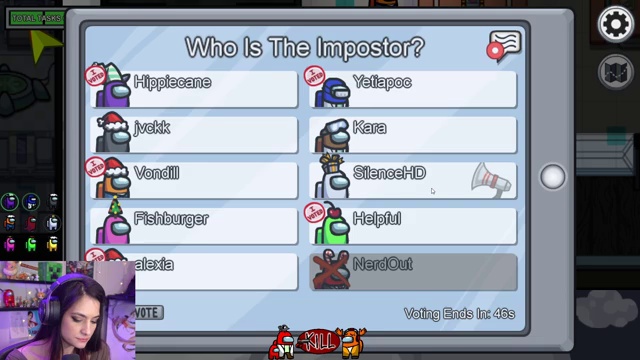 TOTAL TASKS
Who Is The Impostor?
I VOTED
Hippiecane
I VOTED
Yetiapoc
jvckk
Kara
I VOTED
Vondill
SilenceHD
Fishburger
I VOTED
Helpful
alexia
NerdOut
VOTE
Voting Ends In: 46s
KILL